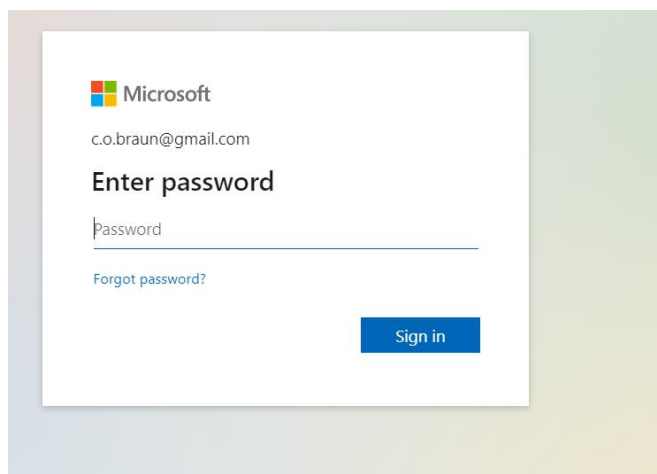 Microsoft
c.o.braun@gmail.com
Enter password
Password
Forgot password?
Sign in